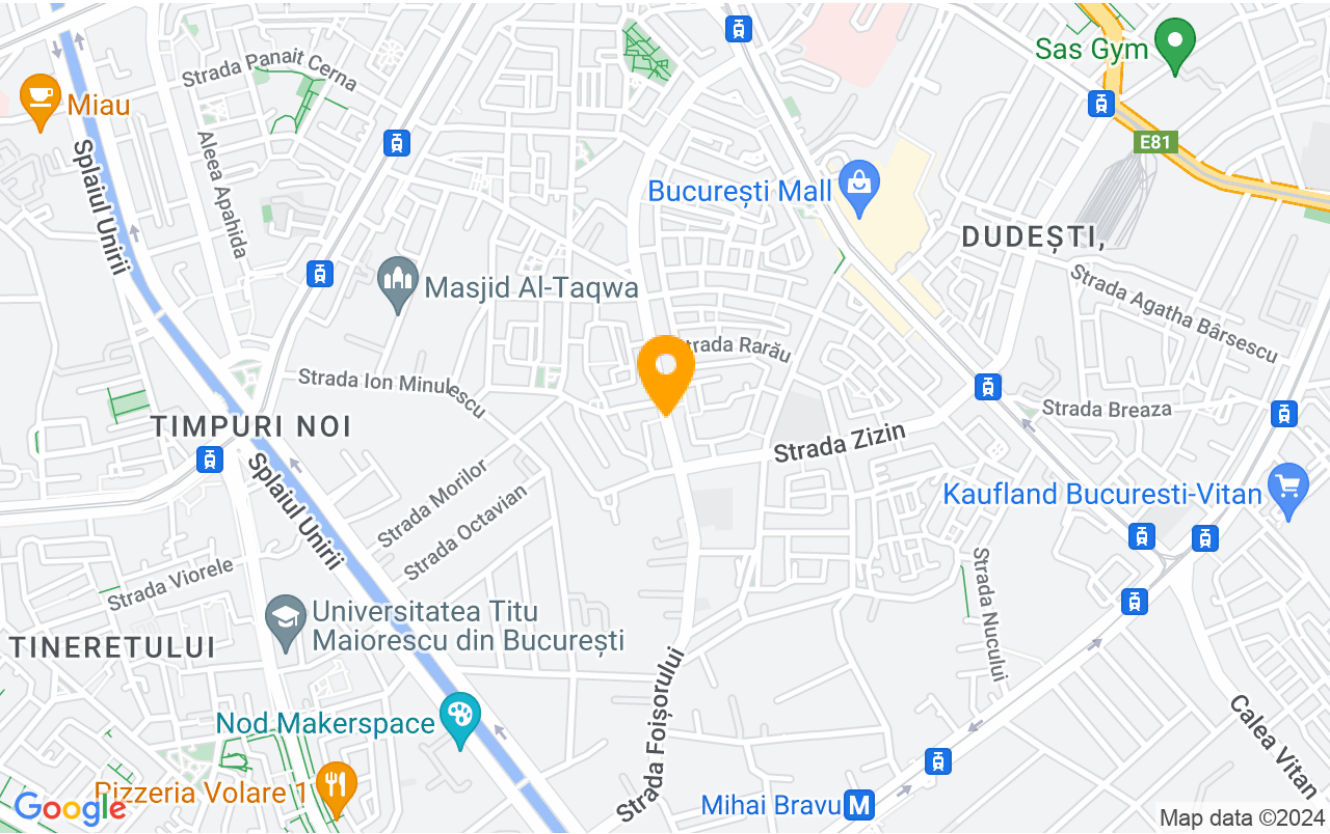 Sas Gym
Strada Panait Cerna
Miau
E81
Aleea Apahida
Splaiul Unirii
București Mall
DUDEȘTI,
Masjid Al-Taqwa
Strada Agatha Bârsescu
trada Rarău
Strada Ion Minulescu
Strada Breaza
TIMPURI NOI
Strada Zizin
Splaiul Unirii
Strada Morilor
Strada Octavian
Kaufland Bucuresti-Vitan
Strada Viorele
Strada Nucului
Universitatea Titu
Maiorescu din București
TINERETULUI
Strada Foișorului
Nod Makerspace
Calea Vitan
Pizzeria Volare 1
Google
Mihai Bravu M
Map data ©2024